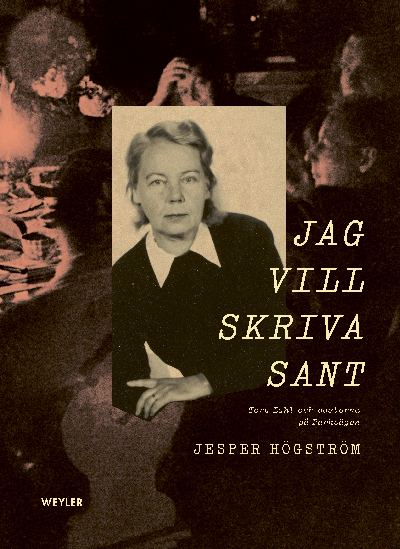 JAG
VILL
SKRIVA
SANT
Tora Dahl och poeterna
på Parkvägen
JESPER HÖGSTRÖM
WEYLER